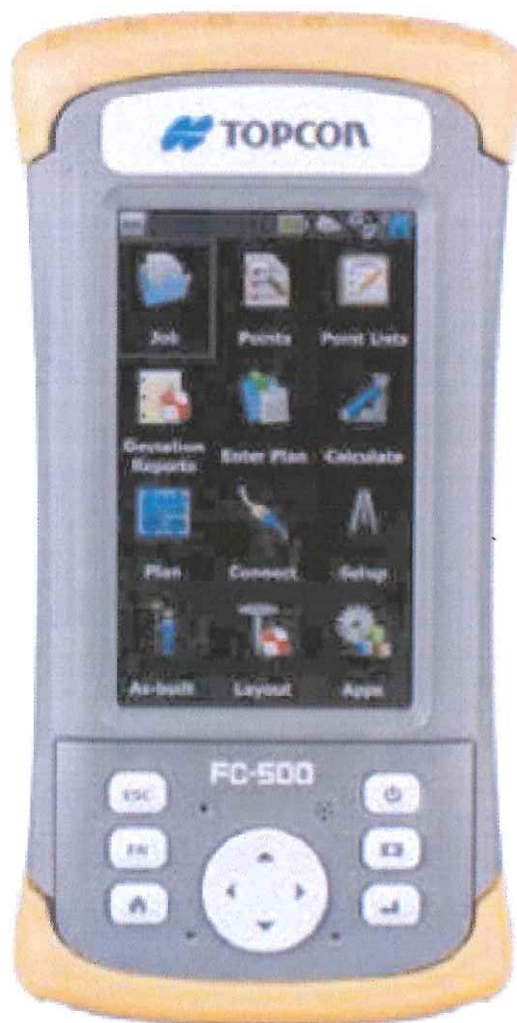 TOPCON
Job Points Point Lists
Deviation
Reports Enter Plan Calculate
Plan Connect Setup
As-built Layout Apps
FC-500
ESC
FN